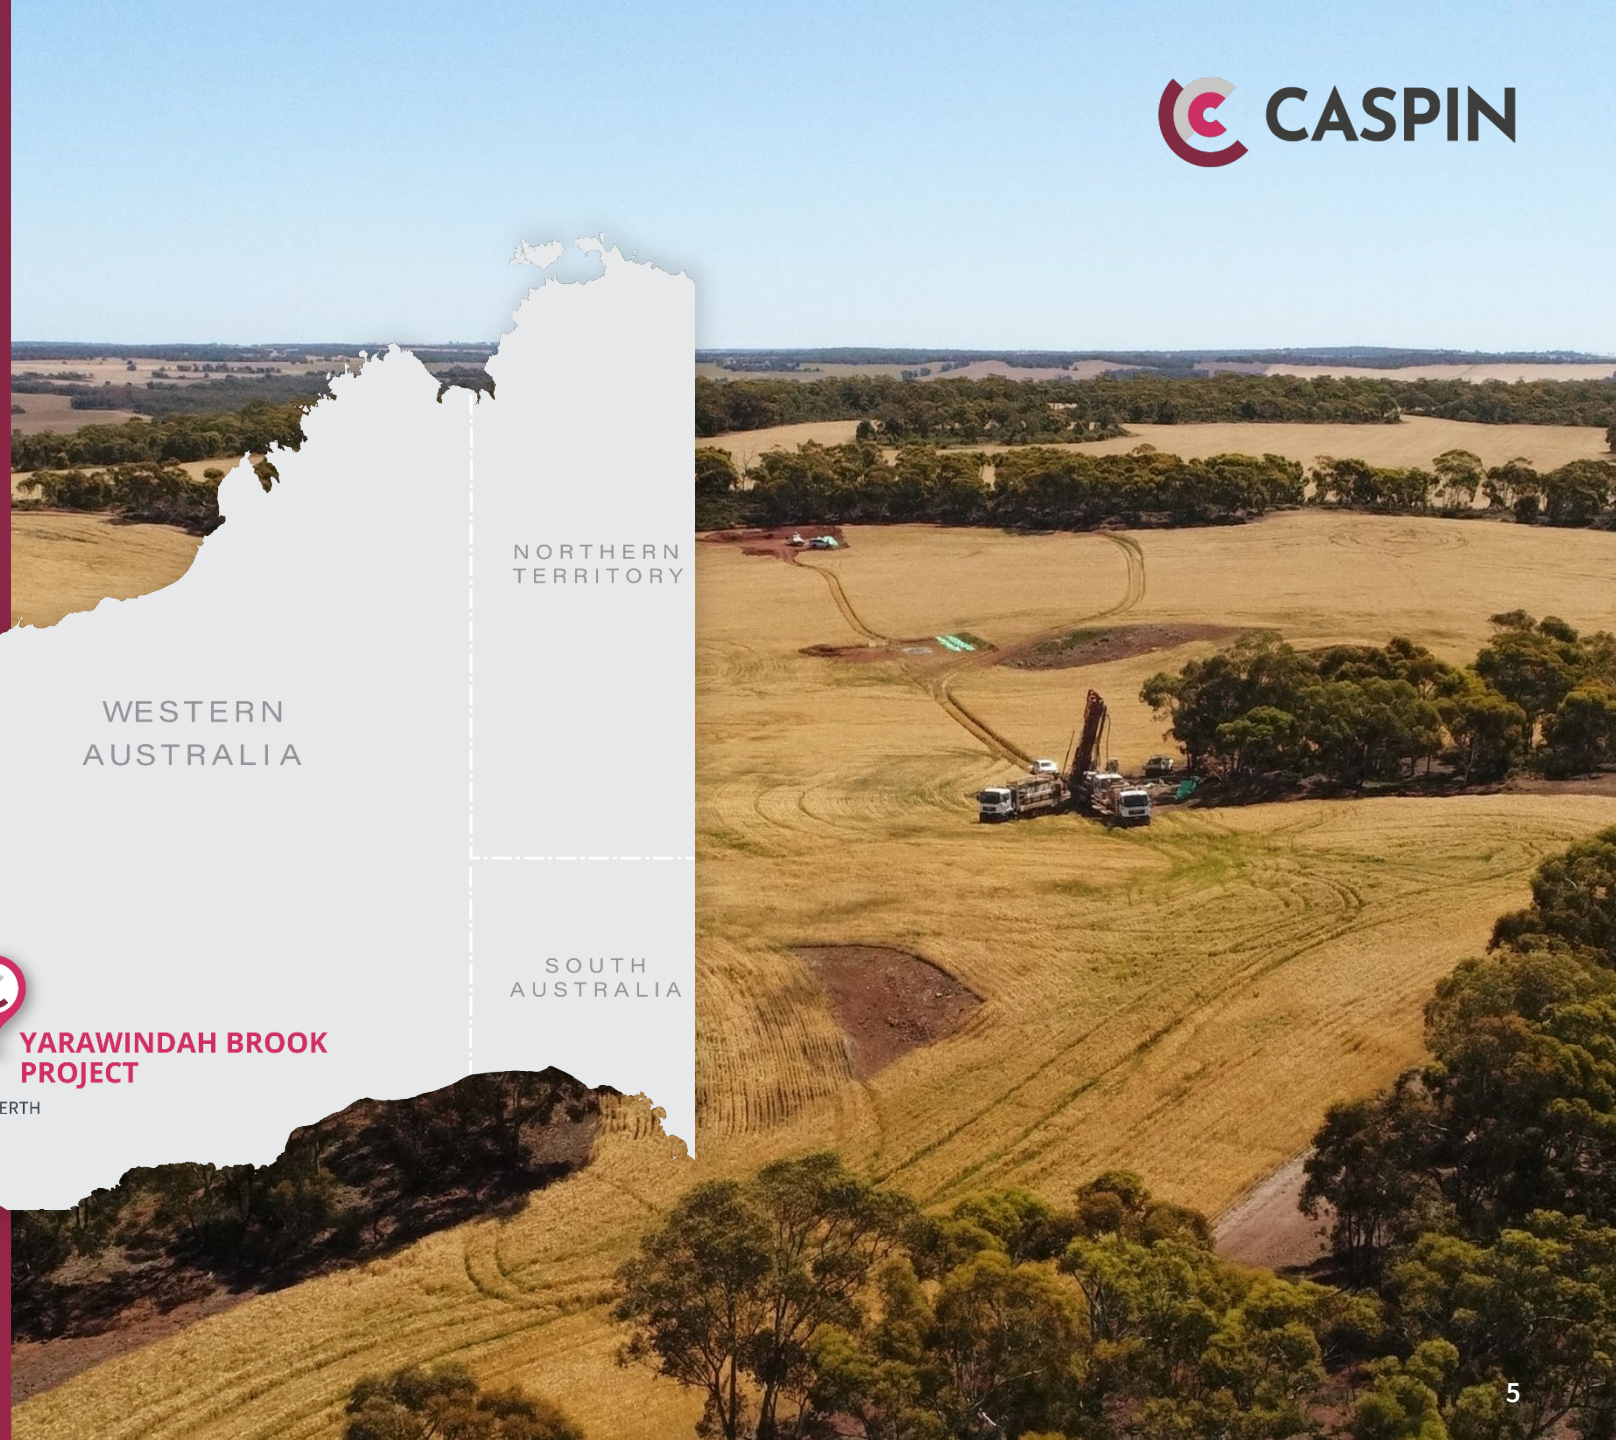 CASPIN
NORTHERN
TERRITORY
WESTERN
AUSTRALIA
SOUTH
AUSTRALIA
YARAWINDAH BROOK
PROJECT
ERTH
5